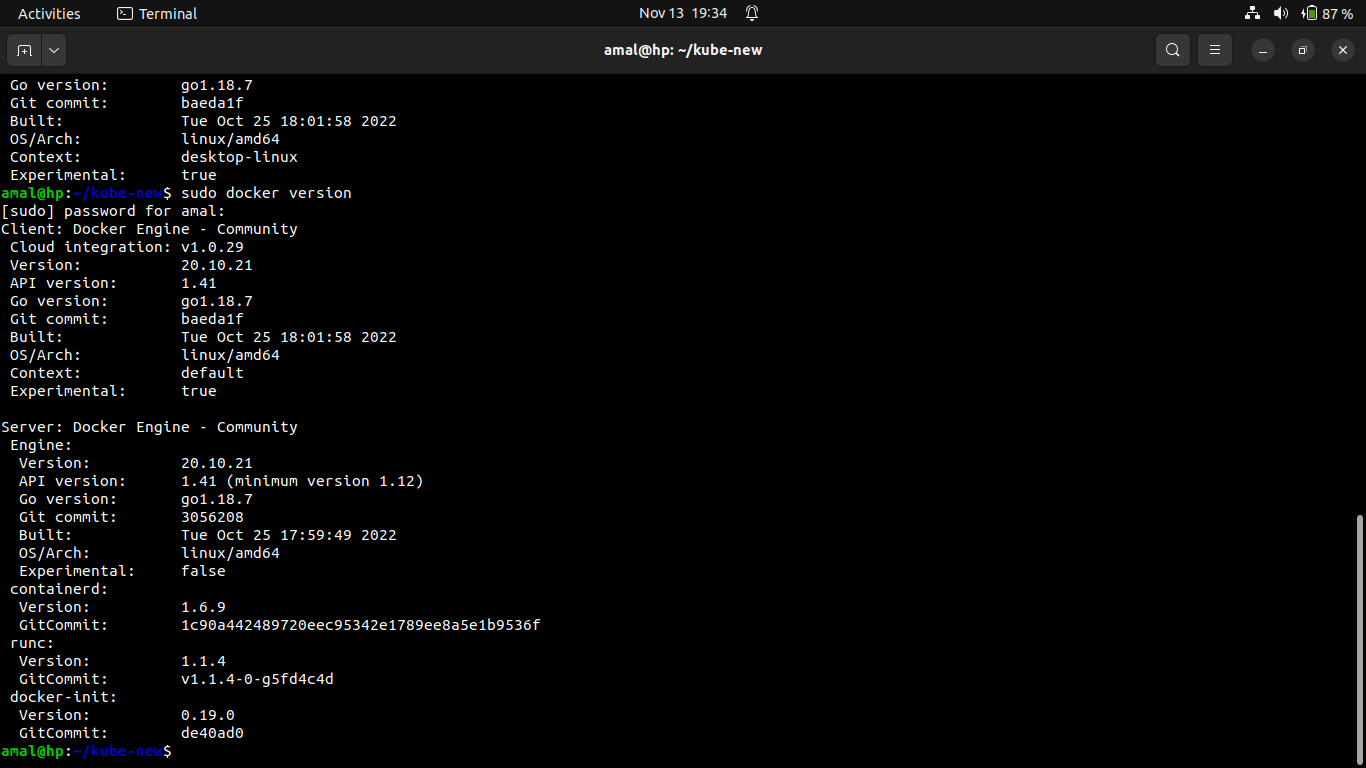 Activities Terminal Nov 13 19:34 87 %
amal@hp: ~/kube-new
Go version: go1.18.7
Git commit: baeda1f
Built: Tue Oct 25 18:01:58 2022
OS/Arch: linux/amd64
Context: desktop-linux
Experimental: true
amal@hp:~/kube-new$ sudo docker version
[sudo] password for amal:
Client: Docker Engine - Community
Cloud integration: v1.0.29
Version: 20.10.21
API version: 1.41
Go version: go1.18.7
Git commit: baeda1f
Built: Tue Oct 25 18:01:58 2022
OS/Arch: linux/amd64
Context: default
Experimental: true
Server: Docker Engine - Community
Engine:
Version: 20.10.21
API version: 1.41 (minimum version 1.12)
Go version: go1.18.7
Git commit: 3056208
Built: Tue Oct 25 17:59:49 2022
OS/Arch: linux/amd64
Experimental: false
containerd:
Version: 1.6.9
GitCommit: 1c90a442489720eec95342e1789ee8a5e1b9536f
runc:
Version: 1.1.4
GitCommit: v1.1.4-0-g5fd4c4d
docker-init:
Version: 0.19.0
GitCommit: de40ad0
amal@hp:~/kube-new$